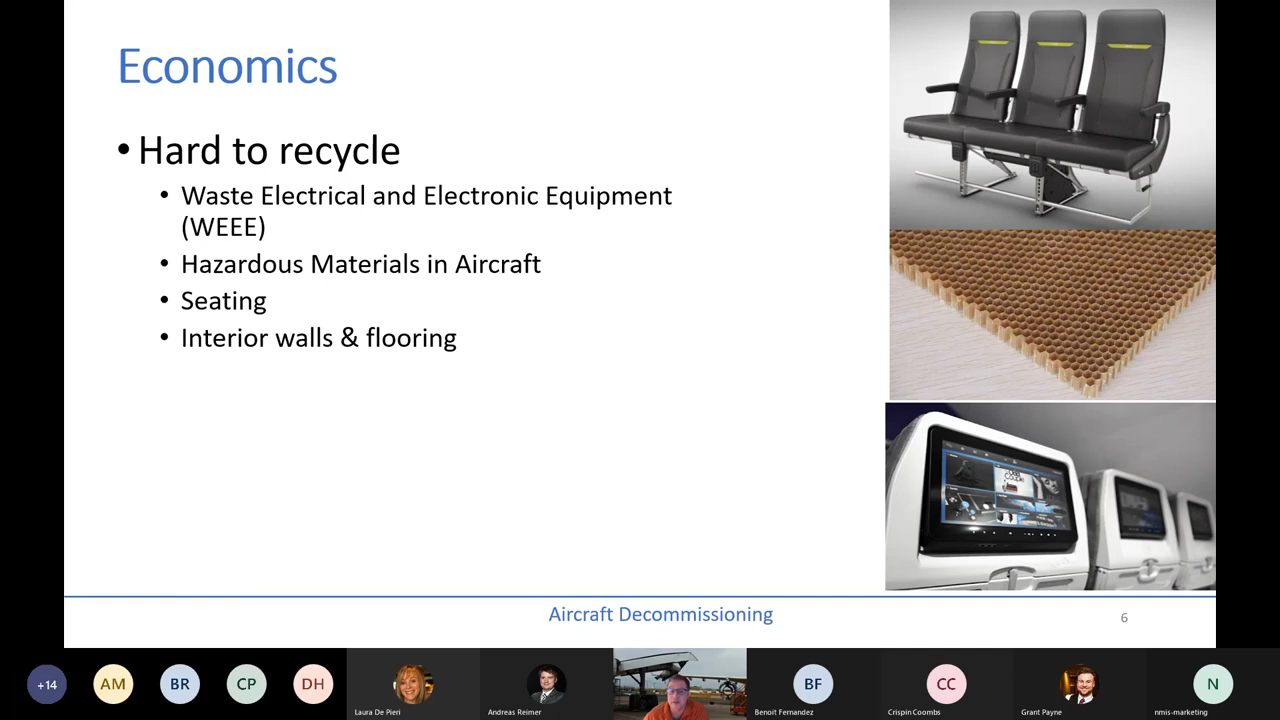 Economics
• Hard to recycle
• Waste Electrical and Electronic Equipment
(WEEE)
• Hazardous Materials in Aircraft
• Seating
• Interior walls & flooring
Aircraft Decommissioning
6
+14
AM
BR
CP
DH
Laura De Pieri
Andreas Reimer
BF
Benoit Fernandez
CC
Crispin Coombs
Grant Payne
N
nmis-marketing